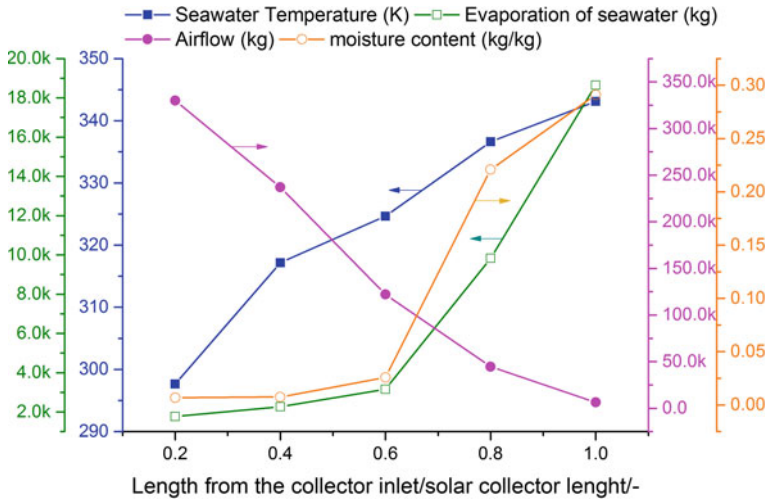 Seawater Temperature (K) Evaporation of seawater (kg)
Airflow (kg) moisture content (kg/kg)
20.0k
18.0k
16.0k
14.0k
12.0k
10.0k
8.0k
6.0k
4.0k
2.0k
350
340
330
320
310
300
290
350.0k
300.0k
250.0k
200.0k
150.0k
100.0k
50.0k
0.0
0.30
0.25
0.20
0.15
0.10
0.05
0.00
0.2 0.4 0.6 0.8 1.0
Length from the collector inlet/solar collector lenght/-